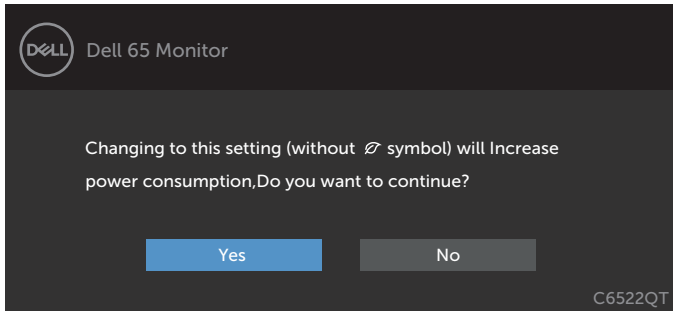 DELL
Dell 65 Monitor
Changing to this setting (without symbol) will Increase
power consumption,Do you want to continue?
Yes
No
C6522QT